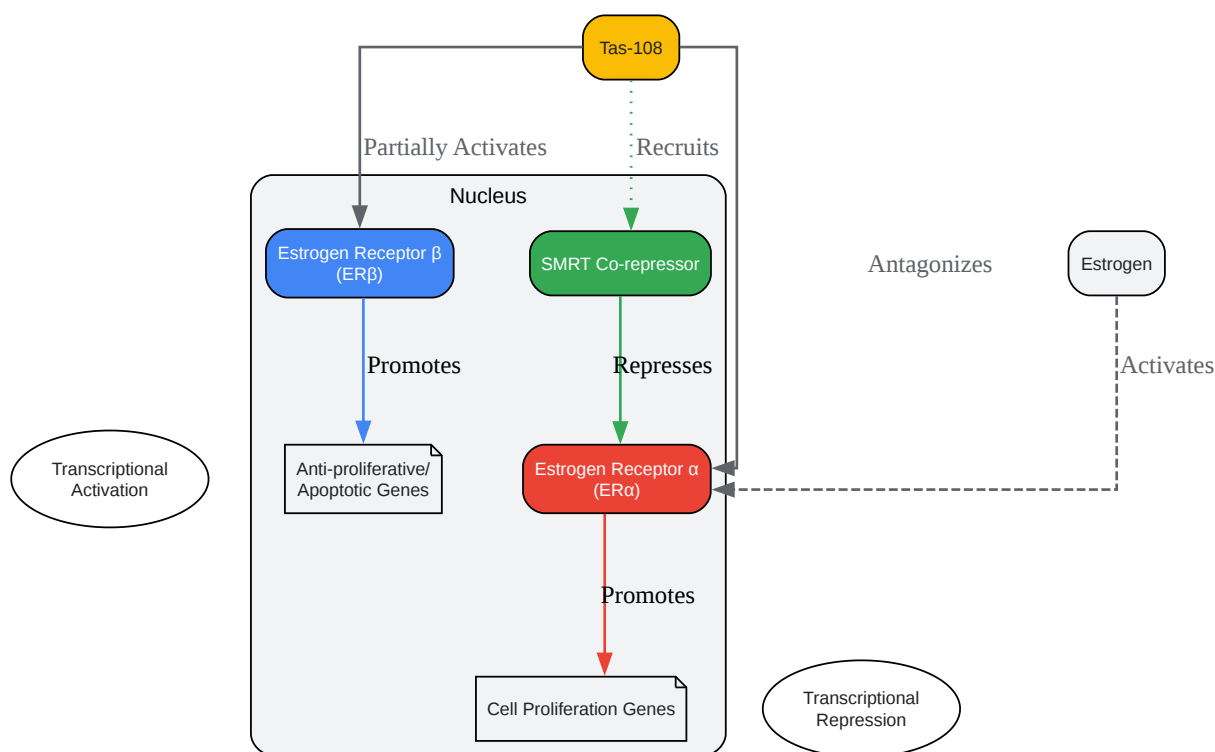 Tas-108
Partially Activates
Recruits
Nucleus
Estrogen Receptor β
(ERβ)
SMRT Co-repressor
Antagonizes
Estrogen
Promotes
Represses
Activates
Transcriptional
Activation
Anti-proliferative/
Apoptotic Genes
Estrogen Receptor α
(ERα)
Promotes
Cell Proliferation Genes
Transcriptional
Repression